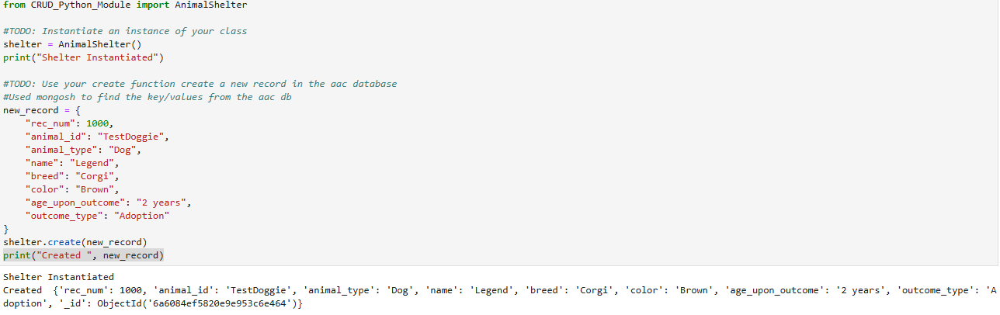 from CRUD_Python_Module import AnimalShelter
#TODO: Instantiate an instance of your class
shelter = AnimalShelter()
print("Shelter Instantiated")
#TODO: Use your create function create a new record in the aac database
#Used mongosh to find the key/values from the aac db
new_record = {
    "rec_num": 1000,
    "animal_id": "TestDoggie",
    "animal_type": "Dog",
    "name": "Legend",
    "breed": "Corgi",
    "color": "Brown",
    "age_upon_outcome": "2 years",
    "outcome_type": "Adoption"
}
shelter.create(new_record)
print("Created ", new_record)
Shelter Instantiated
Created  {'rec_num': 1000, 'animal_id': 'TestDoggie', 'animal_type': 'Dog', 'name': 'Legend', 'breed': 'Corgi', 'color': 'Brown', 'age_upon_outcome': '2 years', 'outcome_type': 'A
doption', '_id': ObjectId('6a6084ef5820e9e953c6e464')}